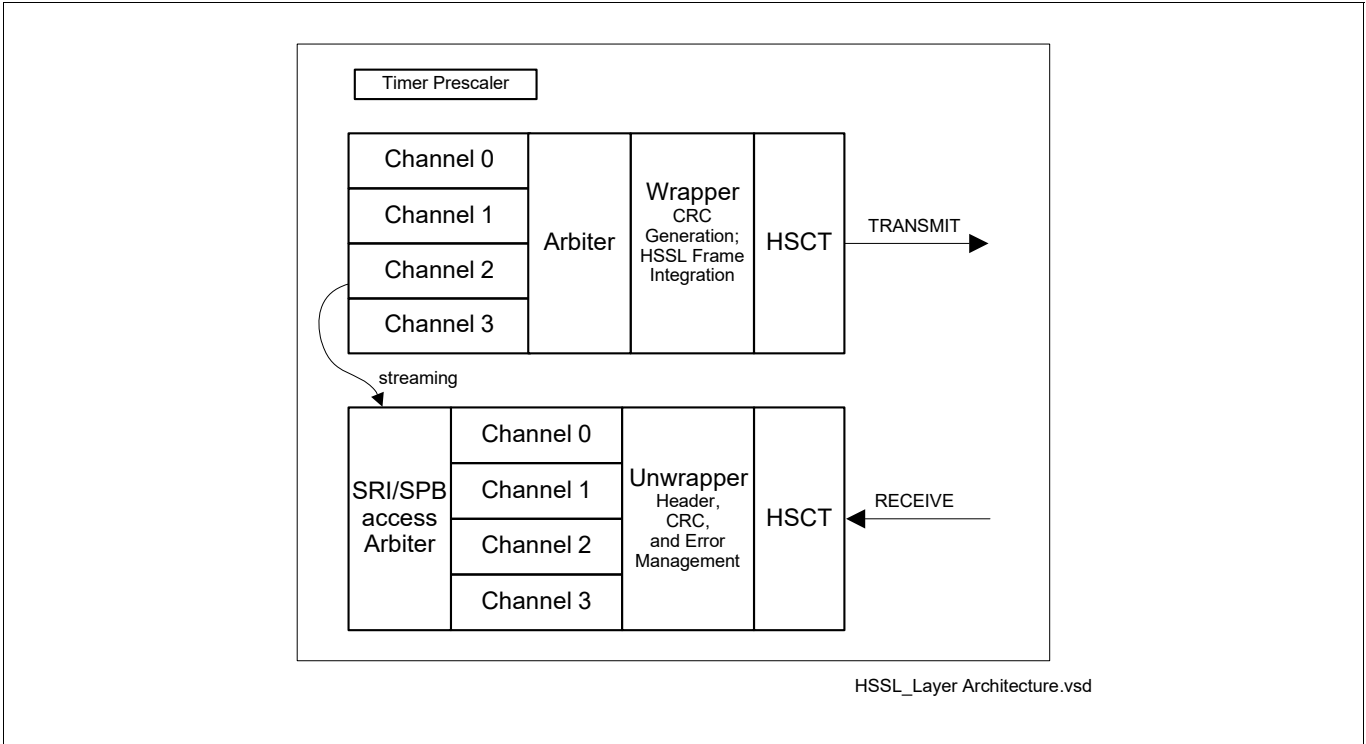 Timer Prescaler
Channel 0
Channel 1
Channel 2
Channel 3
Arbiter
Wrapper
CRC
Generation;
HSSL Frame
Integration
HSCT
TRANSMIT
streaming
SRI/SPB
access
Arbiter
Channel 0
Channel 1
Channel 2
Channel 3
Unwrapper
Header,
CRC,
and Error
Management
HSCT
RECEIVE
HSSL_Layer Architecture.vsd